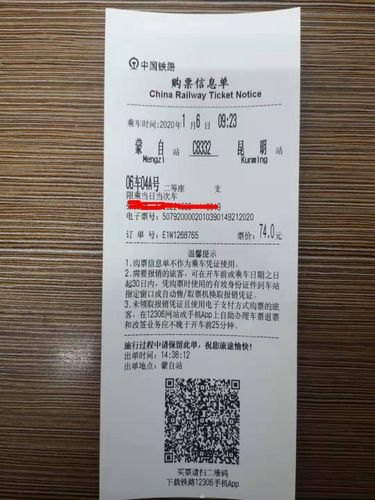 中国铁路
购票信息单
China Railway Ticket Notice
乘车时间:2020年1月6日 09:23
蒙自站 C8332 昆明站
Mengzi Kunming
06车04A号 二等座 支
限乘当日当次车
电子票号:5079200002010390149212020
订单号:E1W1268765 票价:74.0元
温馨提示
1.购票信息单不作为乘车凭证使用。
2.需要报销的旅客,可在开车前或乘车日期之日
起30日内,凭购票时使用的有效身份证件到车站
指定窗口或自动售/取票机换取报销凭证。
3.未领取报销凭证且使用电子支付方式购票的旅
客,在12306网站或手机App上自助办理车票退票
和改签业务应不晚于开车前25分钟。
旅行过程中请保留此单,祝您旅途愉快!
出单时间:14:38:12
出单地点:蒙自站
买票请扫二维码
下载铁路12306手机App